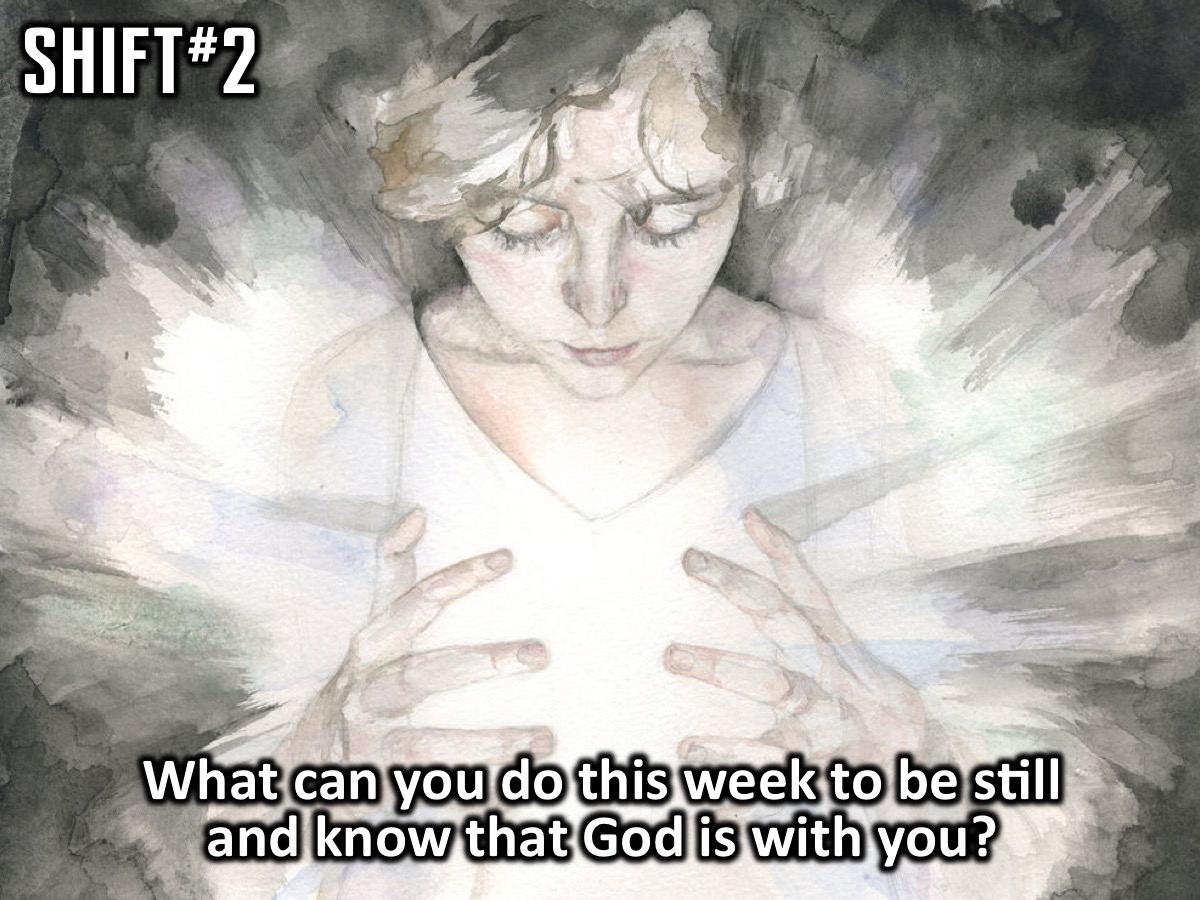 SHIFT#2
What can you do this week to be still
and know that God is with you?